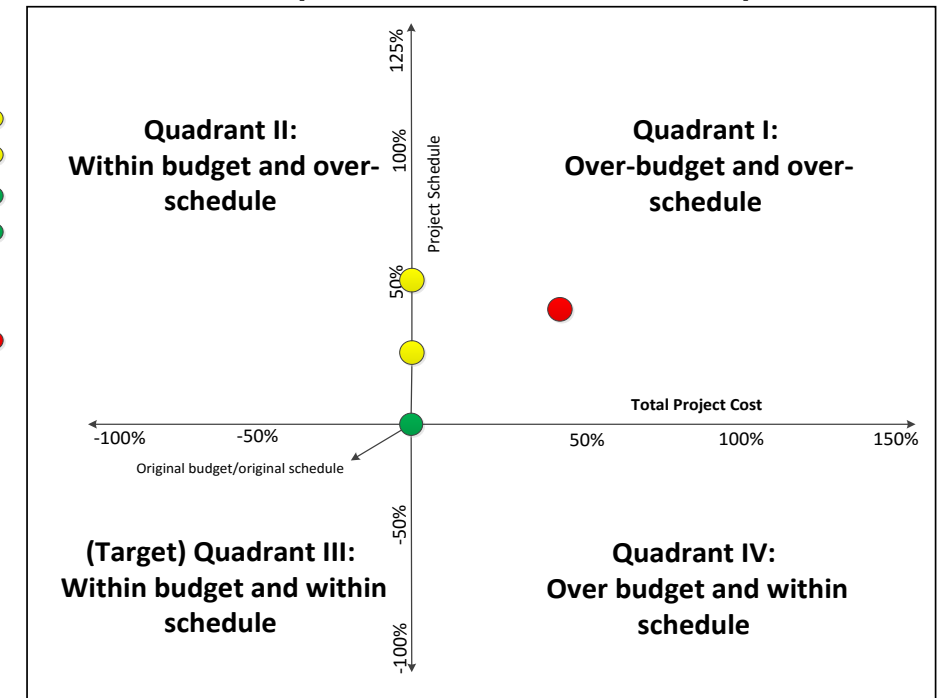 125%
Quadrant II:
Within budget and over-
schedule
100%
Project Schedule
Quadrant I:
Over-budget and over-
schedule
50%
Total Project Cost
-100%
-50%
50%
100%
150%
Original budget/original schedule
-50%
(Target) Quadrant III:
Within budget and within
schedule
Quadrant IV:
Over budget and within
schedule
-100%